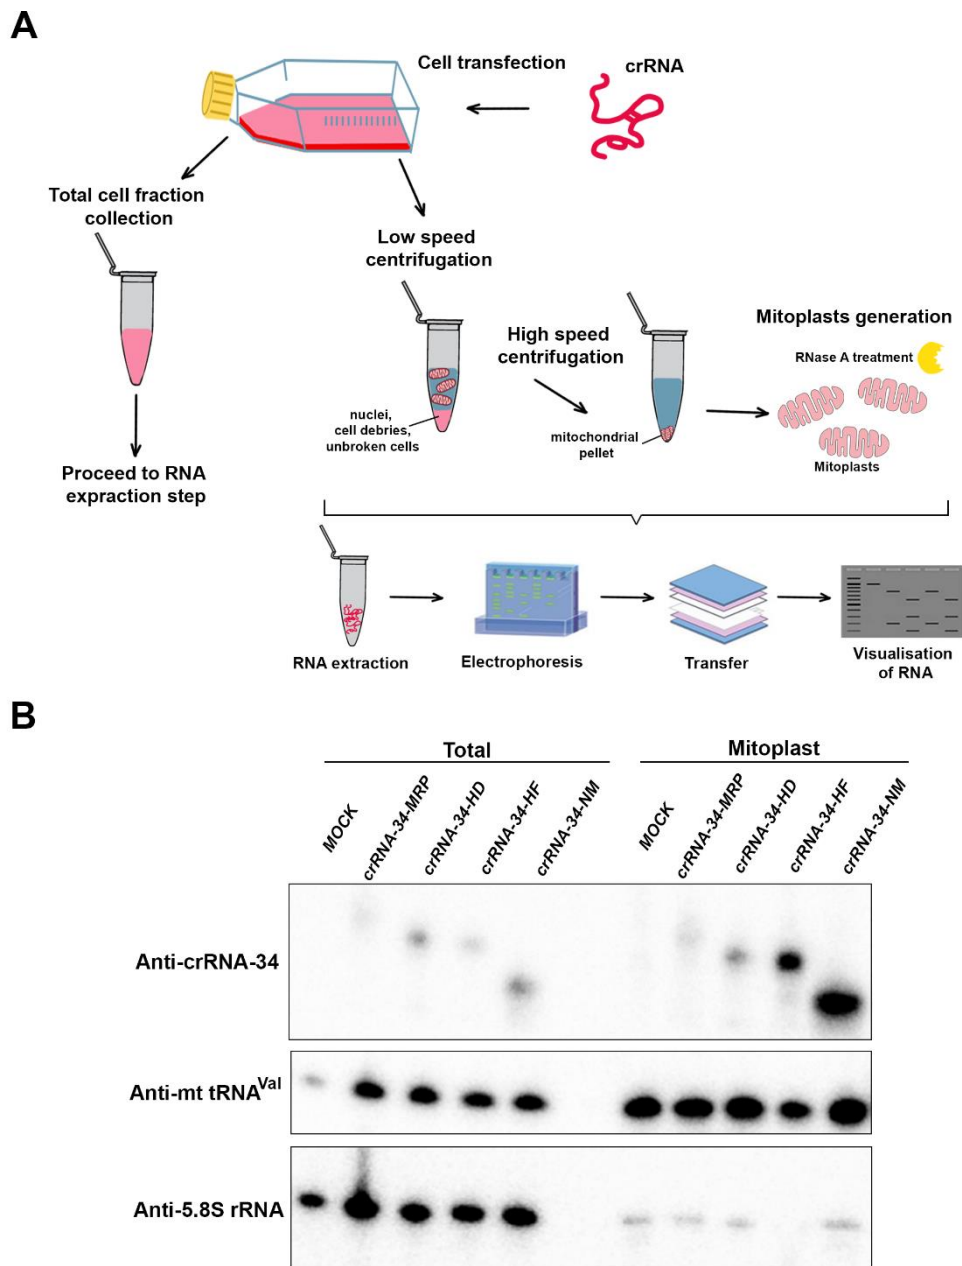 A
Cell transfection
crRNA
Total cell fraction
collection
Low speed
centrifugation
High speed
centrifugation
Mitoplasts generation
RNase A treatment
nuclei,
cell debries,
unbroken cells
mitochondrial
pellet
Mitoplasts
Proceed to RNA
expraction step
RNA extraction
Electrophoresis
Transfer
Visualisation
of RNA
B
Total
Mitoplast
MOCK
crRNA-34-MRP
crRNA-34-HD
crRNA-34-HF
crRNA-34-NM
MOCK
crRNA-34-MRP
crRNA-34-HD
crRNA-34-HF
crRNA-34-NM
Anti-crRNA-34
Anti-mt tRNAVal
Anti-5.8S rRNA